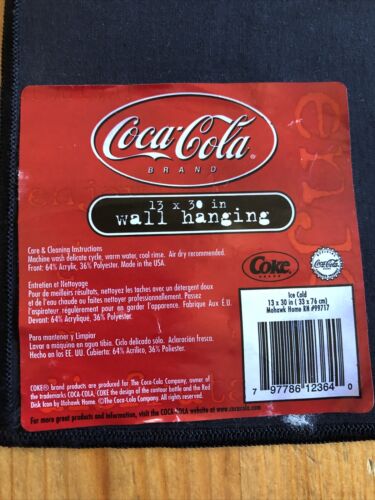 Coca-Cola ®
BRAND
13 x 30 in
wall hanging
Care & Cleaning Instructions
Machine wash delicate cycle, warm water, cool rinse. Air dry recommended.
Front: 64% Acrylic, 36% Polyester. Made in the USA.
Entretien et Nettoyage
Pour de meilleurs résultats, nettoyez les taches avec un détergent doux
et de l'eau chaude ou faites nettoyer professionnellement. Passez
l'aspirateur régulièrement pour en garder l'apparence. Fabrique Aux E.U.
Devant: 64% Acrylique, 36% Polyester.
Para mantener y Limpiar
Lavar a máquina en agua tibia. Ciclo delicado solo. Aclaración fresca.
Hecho en los EE. UU. Cubierta: 64% Acrilico, 36% Polyester.
Coke
Coca-Cola
Ice Cold
13 x 30 in ( 33 x 76 cm)
Mohawk Home RH #99717
7 97786 12364 0
COKE® brand products are produced for The Coca-Cola Company, owner of
the trademarks COCA-COLA, COKE the design of the contour bottle and the Red
Disk Icon by Mohawk Home. ©The Coca-Cola Company. All rights reserved.
For more great products and information, visit the COCA-COLA website at www.cocacola.com